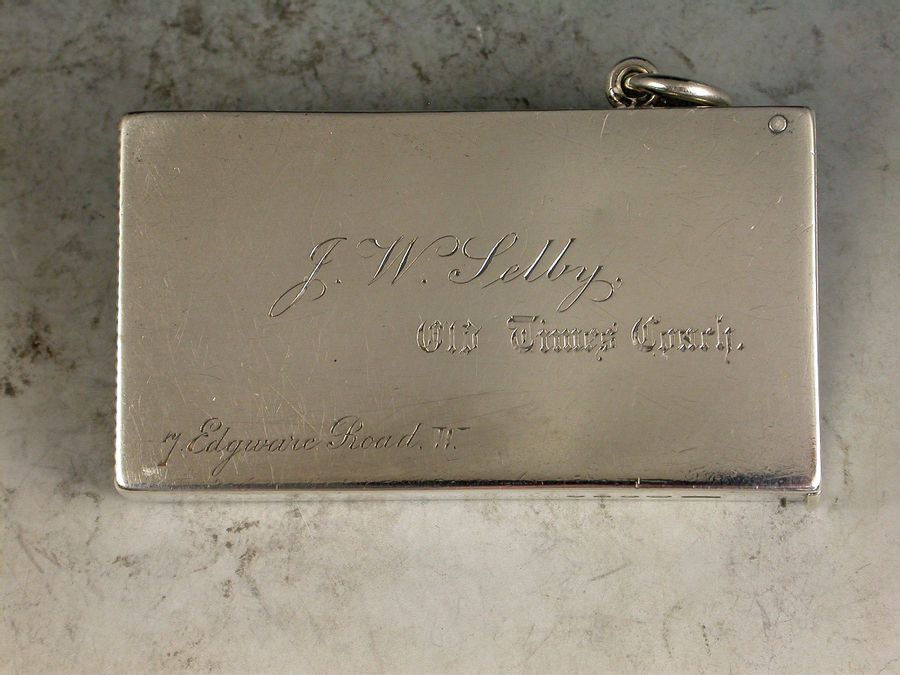 J. W. Selby,
Old Times Coach.
7, Edgware Road. W.